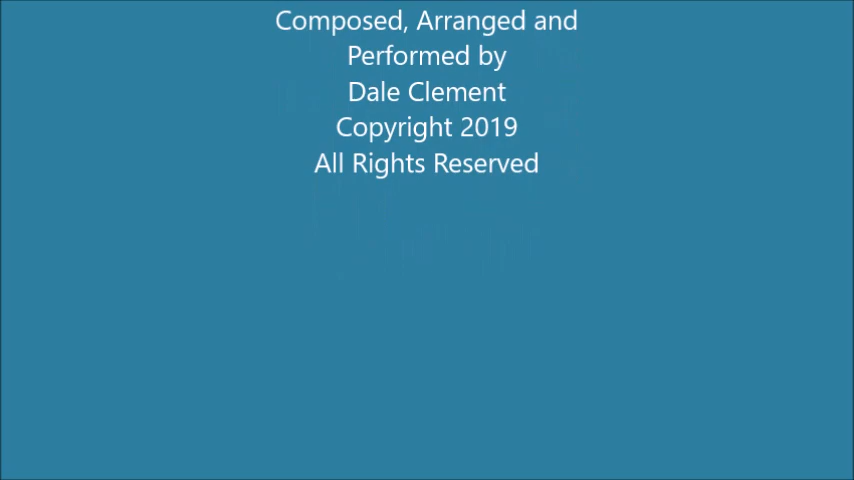 Composed, Arranged and
Performed by
Dale Clement
Copyright 2019
All Rights Reserved